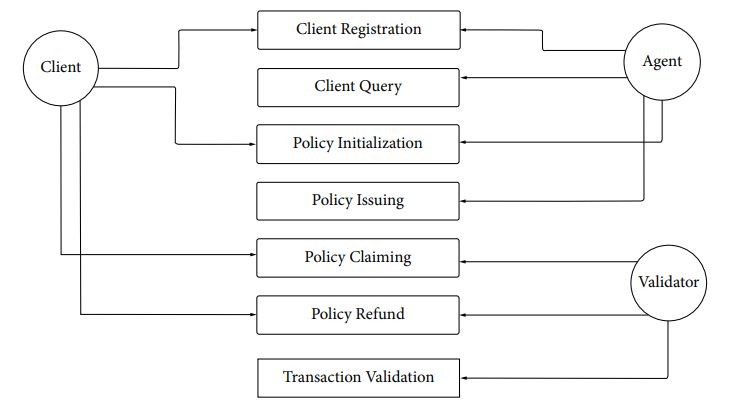 Client Registration
Client
Agent
Client Query
Policy Initialization
Policy Issuing
Policy Claiming
Validator
Policy Refund
Transaction Validation